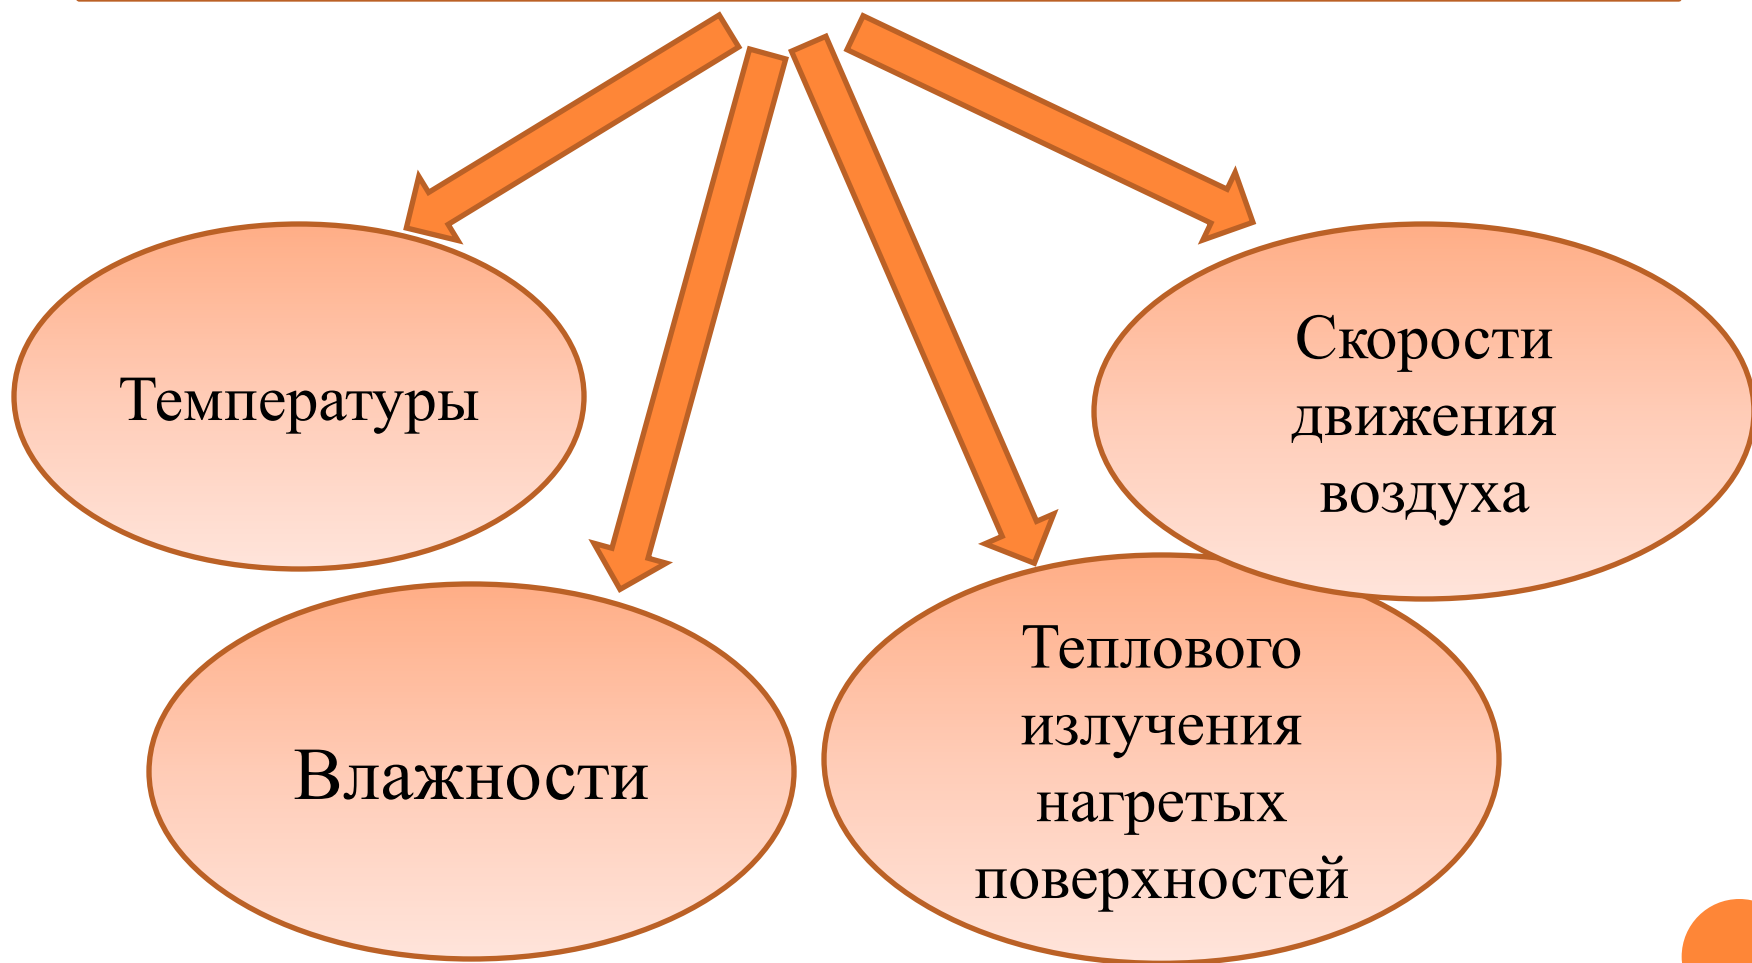 Температуры
Скорости
движения
воздуха
Влажности
Теплового
излучения
нагретых
поверхностей